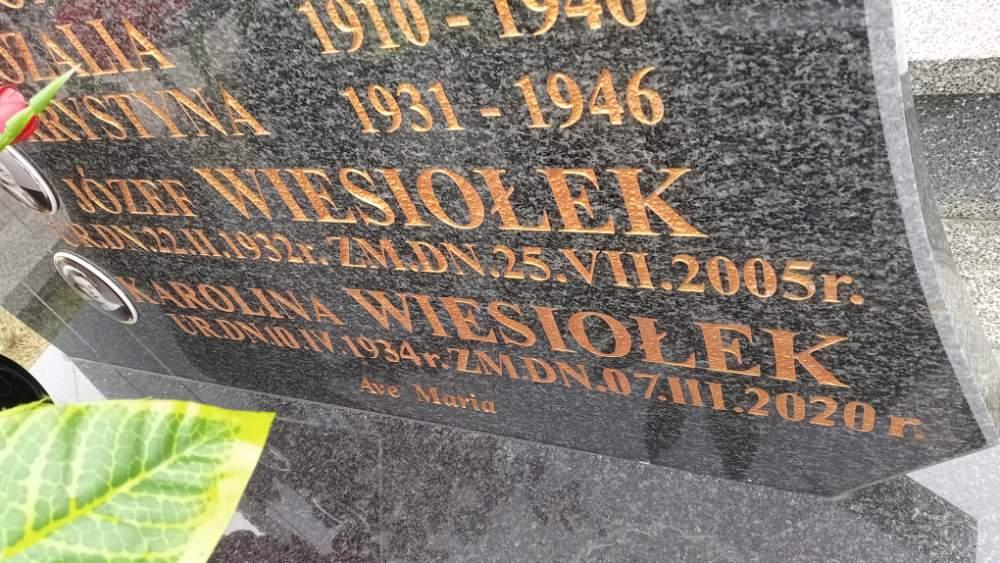 1910 - 1940
1931 - 1946
JÓZEF WIESIOŁEK
UR.DN.22.II.1932r. ZM.DN.25.VII.2005r.
KAROLINA WIESIOŁEK
UR.DN.10.IV.1934r. ZM.DN.07.III.2020r.
Ave Maria